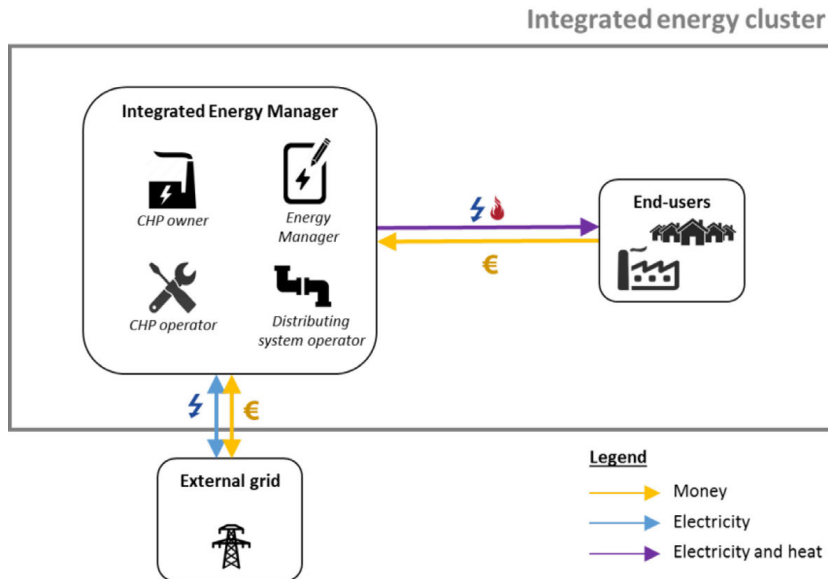 Integrated energy cluster
Integrated Energy Manager
CHP owner
Energy
Manager
CHP operator
Distributing
system operator
End-users
€
€
External grid
Legend
Money
Electricity
Electricity and heat